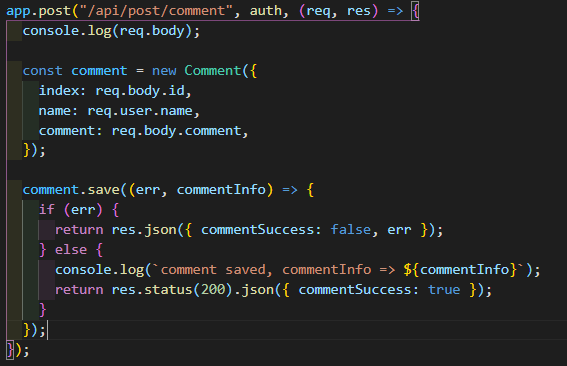 app.post("/api/post/comment", auth, (req, res) => {
  console.log(req.body);

  const comment = new Comment({
    index: req.body.id,
    name: req.user.name,
    comment: req.body.comment,
  });

  comment.save((err, commentInfo) => {
    if (err) {
      return res.json({ commentSuccess: false, err });
    } else {
      console.log(`comment saved, commentInfo => ${commentInfo}`);
      return res.status(200).json({ commentSuccess: true });
    }
  });
});